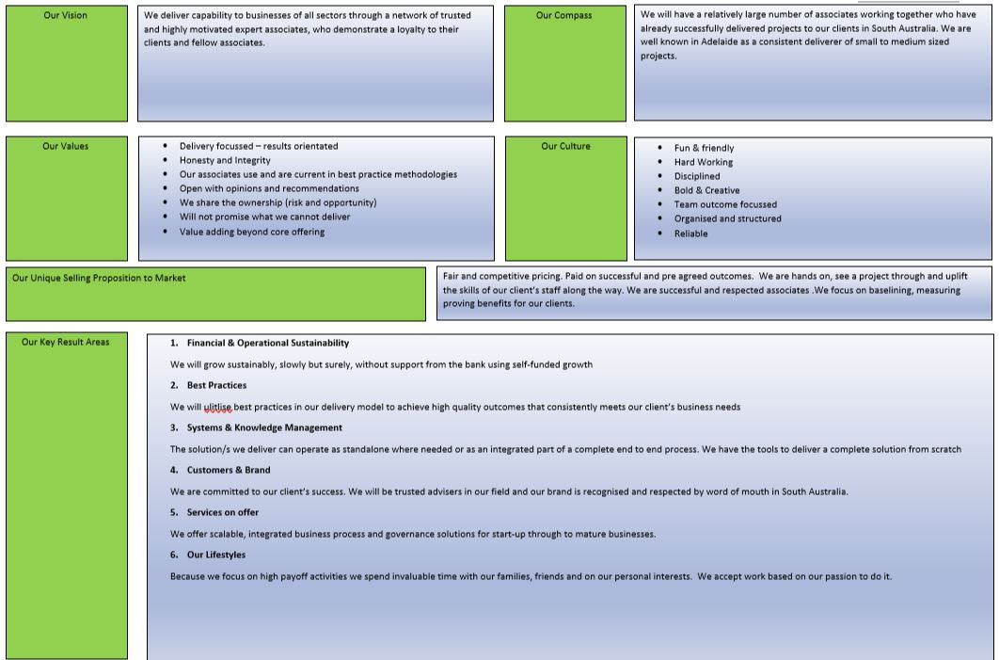 Our Vision
We deliver capability to businesses of all sectors through a network of trusted
and highly motivated expert associates, who demonstrate a loyalty to their
clients and fellow associates.
Our Compass
We will have a relatively large number of associates working together who have
already successfully delivered projects to our clients in South Australia. We are
well known in Adelaide as a consistent deliverer of small to medium sized
projects.
Our Values
• Delivery focussed – results orientated
• Honesty and Integrity
• Our associates use and are current in best practice methodologies
• Open with opinions and recommendations
• We share the ownership (risk and opportunity)
• Will not promise what we cannot deliver
• Value adding beyond core offering
Our Culture
• Fun & friendly
• Hard Working
• Disciplined
• Bold & Creative
• Team outcome focussed
• Organised and structured
• Reliable
Our Unique Selling Proposition to Market
Fair and competitive pricing. Paid on successful and pre agreed outcomes.  We are hands on, see a project through and uplift
the skills of our client's staff along the way. We are successful and respected associates .We focus on baselining, measuring
proving benefits for our clients.
Our Key Result Areas
1. Financial & Operational Sustainability
We will grow sustainably, slowly but surely, without support from the bank using self-funded growth
2. Best Practices
We will ulitlise best practices in our delivery model to achieve high quality outcomes that consistently meets our client's business needs
3. Systems & Knowledge Management
The solution/s we deliver can operate as standalone where needed or as an integrated part of a complete end to end process. We have the tools to deliver a complete solution from scratch
4. Customers & Brand
We are committed to our client's success. We will be trusted advisers in our field and our brand is recognised and respected by word of mouth in South Australia.
5. Services on offer
We offer scalable, integrated business process and governance solutions for start-up through to mature businesses.
6. Our Lifestyles
Because we focus on high payoff activities we spend invaluable time with our families, friends and on our personal interests.  We accept work based on our passion to do it.